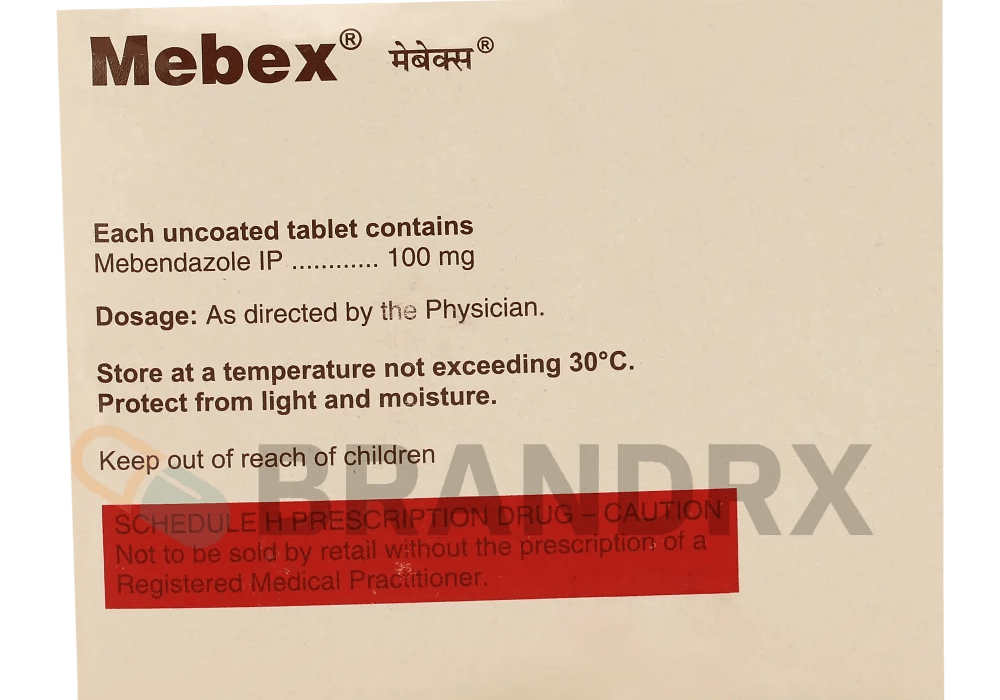 Mebex® मेबेक्स®
Each uncoated tablet contains
Mebendazole IP ............ 100 mg
Dosage: As directed by the Physician.
Store at a temperature not exceeding 30°C.
Protect from light and moisture.
Keep out of reach of children
BRANDRX
SCHEDULE H PRESCRIPTION DRUG – CAUTION
Not to be sold by retail without the prescription of a
Registered Medical Practitioner.